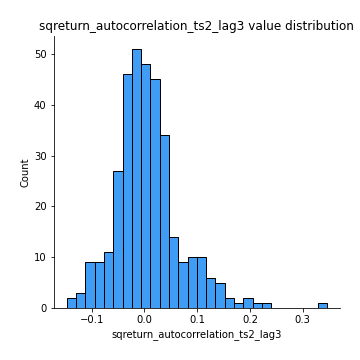 sqreturn_autocorrelation_ts2_lag3 value distribution
50
40
30
20
10
0
Count
−0.1 0.0 0.1 0.2 0.3
sqreturn_autocorrelation_ts2_lag3